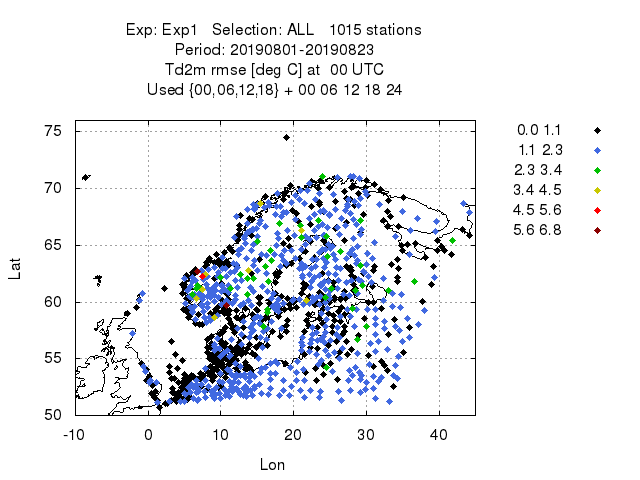 Exp: Exp1 Selection: ALL 1015 stations
Period: 20190801-20190823
Td2m rmse [deg C] at 00 UTC
Used {00,06,12,18} + 00 06 12 18 24
0.0 1.1
1.1 2.3
2.3 3.4
3.4 4.5
4.5 5.6
5.6 6.8
75
70
65
60
55
50
Lat
-10 0 10 20 30 40
Lon